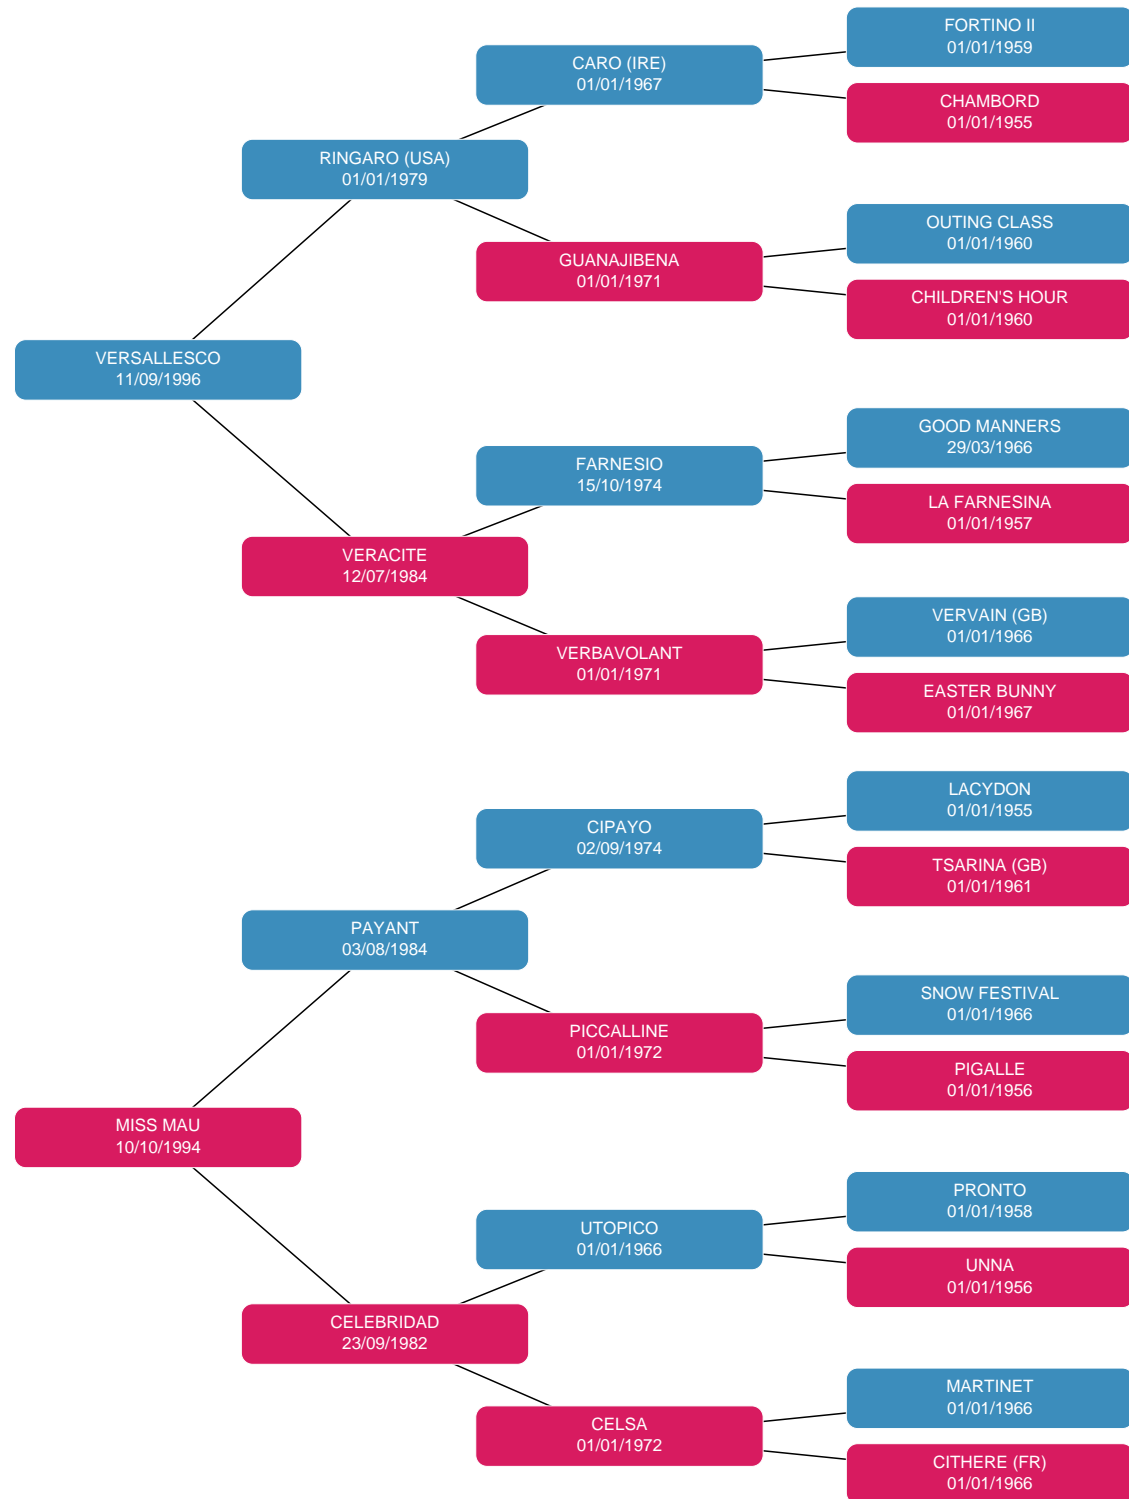 FORTINO II
01/01/1959
CARO (IRE)
01/01/1967
CHAMBORD
01/01/1955
RINGARO (USA)
01/01/1979
OUTING CLASS
01/01/1960
GUANAJIBENA
01/01/1971
CHILDREN'S HOUR
01/01/1960
VERSALLESCO
11/09/1996
GOOD MANNERS
29/03/1966
FARNESIO
15/10/1974
LA FARNESINA
01/01/1957
VERACITE
12/07/1984
VERVAIN (GB)
01/01/1966
VERBAVOLANT
01/01/1971
EASTER BUNNY
01/01/1967
LACYDON
01/01/1955
CIPAYO
02/09/1974
TSARINA (GB)
01/01/1961
PAYANT
03/08/1984
SNOW FESTIVAL
01/01/1966
PICCALLINE
01/01/1972
PIGALLE
01/01/1956
MISS MAU
10/10/1994
PRONTO
01/01/1958
UTOPICO
01/01/1966
UNNA
01/01/1956
CELEBRIDAD
23/09/1982
MARTINET
01/01/1966
CELSA
01/01/1972
CITHERE (FR)
01/01/1966